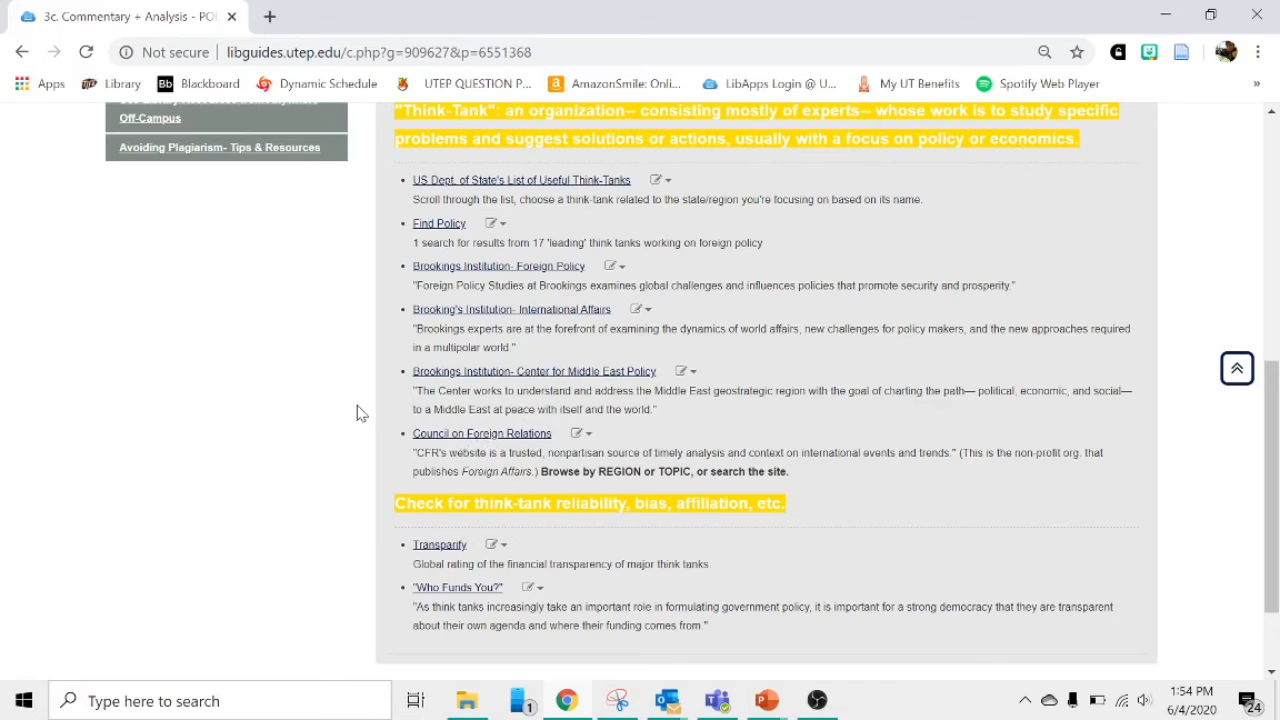 3c. Commentary + Analysis - POL
Not secure
libguides.utep.edu/c.php?g=909627&p=6551368
Apps
Library
Bb
Blackboard
Dynamic Schedule
UTEP QUESTION P...
AmazonSmile: Onli...
LibApps Login @ U...
My UT Benefits
Spotify Web Player
»
Off-Campus
Avoiding Plagiarism- Tips & Resources
"Think-Tank": an organization-- consisting mostly of experts-- whose work is to study specific
problems and suggest solutions or actions, usually with a focus on policy or economics.
US Dept. of State's List of Useful Think-Tanks
Scroll through the list, choose a think-tank related to the state/region you're focusing on based on its name.
Find Policy
1 search for results from 17 'leading' think tanks working on foreign policy
Brookings Institution- Foreign Policy
"Foreign Policy Studies at Brookings examines global challenges and influences policies that promote security and prosperity."
Brooking's Institution- International Affairs
"Brookings experts are at the forefront of examining the dynamics of world affairs, new challenges for policy makers, and the new approaches required
in a multipolar world."
Brookings Institution- Center for Middle East Policy
"The Center works to understand and address the Middle East geostrategic region with the goal of charting the path— political, economic, and social—
to a Middle East at peace with itself and the world."
Council on Foreign Relations
"CFR's website is a trusted, nonpartisan source of timely analysis and context on international events and trends." (This is the non-profit org. that
publishes Foreign Affairs.) Browse by REGION or TOPIC, or search the site.
Check for think-tank reliability, bias, affiliation, etc.
Transparify
Global rating of the financial transparency of major think tanks.
"Who Funds You?"
"As think tanks increasingly take an important role in formulating government policy, it is important for a strong democracy that they are transparent
about their own agenda and where their funding comes from."
Type here to search
1
1:54 PM
6/4/2020
24